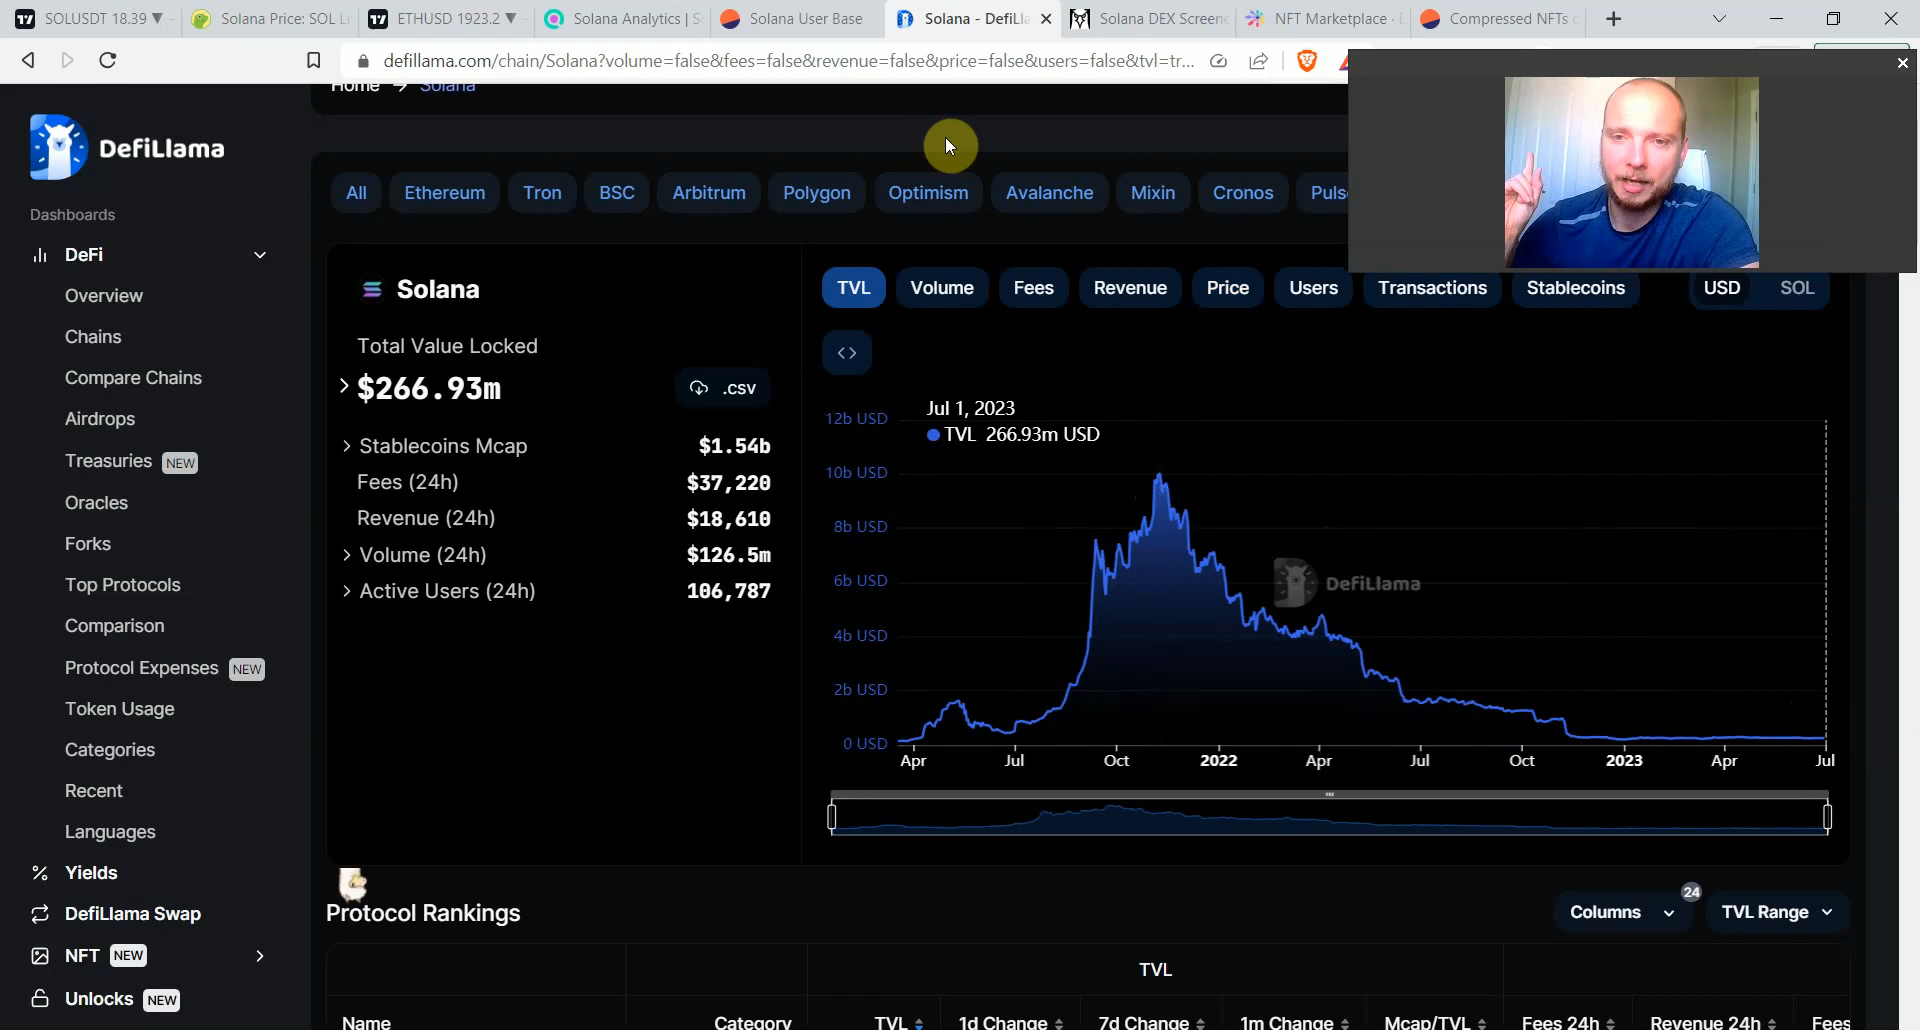 SOLUSDT 18.39 ▼
Solana Price: SOL Li
ETHUSD 1923.2 ▼
Solana Analytics | S
Solana User Base
Solana - DefiLla
Solana DEX Screene
NFT Marketplace
Compressed NFTs
defillama.com/chain/Solana?volume=false&fees=false&revenue=false&price=false&users=false&tvl=tr...
Home → Solana
DefiLlama
Dashboards
DeFi
Overview
Chains
Compare Chains
Airdrops
Treasuries NEW
Oracles
Forks
Top Protocols
Comparison
Protocol Expenses NEW
Token Usage
Categories
Recent
Languages
Yields
DefiLlama Swap
NFT NEW
Unlocks NEW
All Ethereum Tron BSC Arbitrum Polygon Optimism Avalanche Mixin Cronos Puls
Solana
Total Value Locked
$266.93m
.csv
Stablecoins Mcap $1.54b
Fees (24h) $37,220
Revenue (24h) $18,610
Volume (24h) $126.5m
Active Users (24h) 106,787
TVL Volume Fees Revenue Price Users Transactions Stablecoins USD SOL
Jul 1, 2023
TVL 266.93m USD
12b USD
10b USD
8b USD
6b USD
4b USD
2b USD
0 USD
DefiLlama
Apr Jul Oct 2022 Apr Jul Oct 2023 Apr Jul
Protocol Rankings
24
Columns
TVL Range
TVL
Name Category TVL 1d Change 7d Change 1m Change Mcap/TVL Fees 24h Revenue 24h Fees